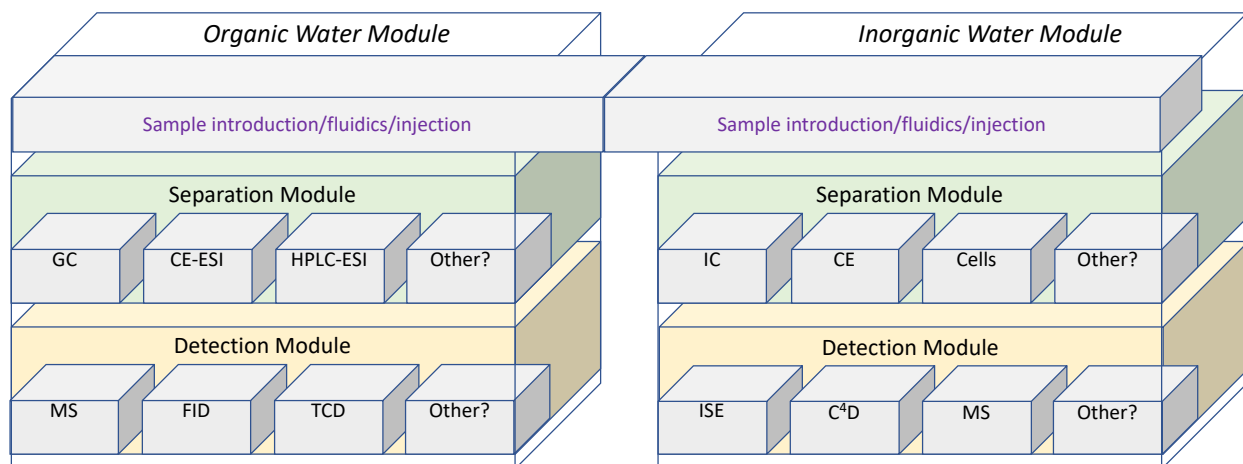 Organic Water Module
Inorganic Water Module
Sample introduction/fluidics/injection
Sample introduction/fluidics/injection
Separation Module
Separation Module
GC
CE-ESI
HPLC-ESI
Other?
IC
CE
Cells
Other?
Detection Module
Detection Module
MS
FID
TCD
Other?
ISE
C⁴D
MS
Other?